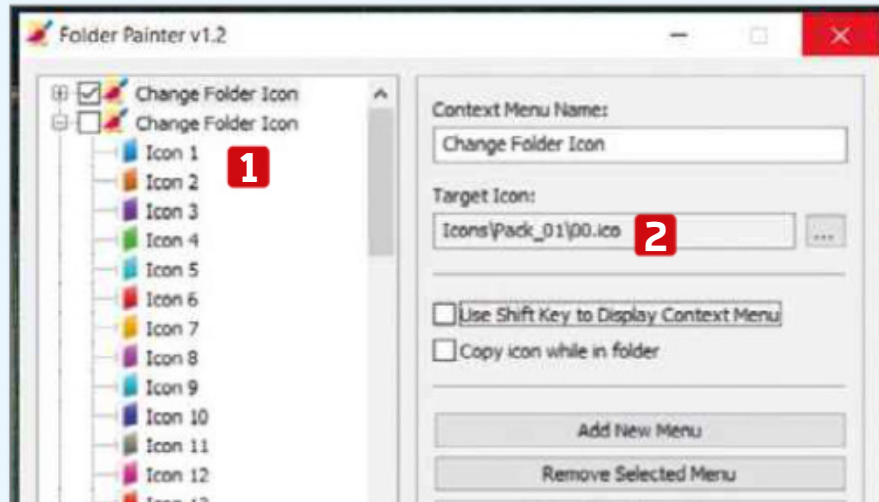 Folder Painter v1.2
Change Folder Icon
Change Folder Icon
Icon 1
1
Icon 2
Icon 3
Icon 4
Icon 5
Icon 6
Icon 7
Icon 8
Icon 9
Icon 10
Icon 11
Icon 12
Icon 13
Context Menu Name:
Change Folder Icon
Target Icon:
Icons\Pack_01\00.ico
2
...
Use Shift Key to Display Context Menu
Copy icon while in folder
Add New Menu
Remove Selected Menu